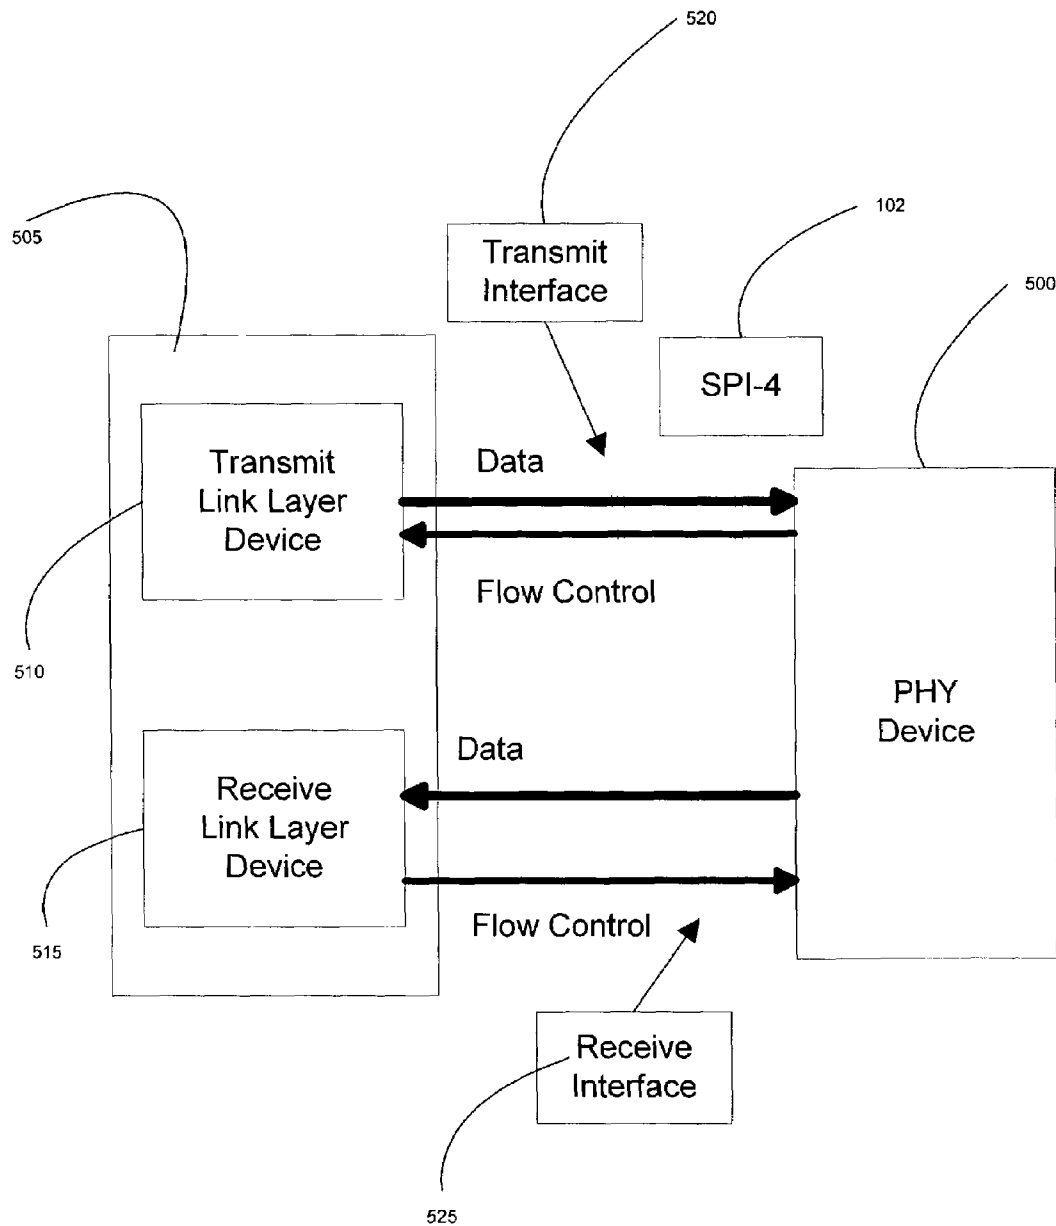 520
102
505
Transmit
Interface
500
SPI-4
Transmit
Link Layer
Device
Data
Flow Control
510
PHY
Device
Data
Receive
Link Layer
Device
Flow Control
515
Receive
Interface
525